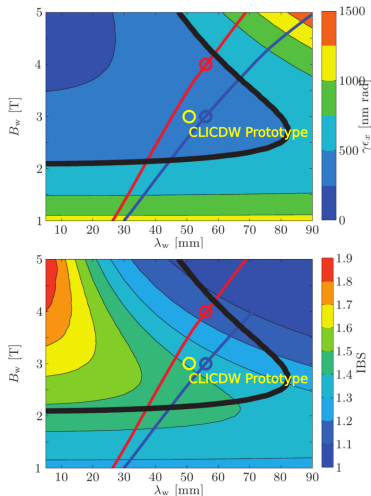 5
4
3
2
1
B_w [T]
10 20 30 40 50 60 70 80 90
λ_w [mm]
CLICDW Prototype
1500
1000
500
0
γϵ_x [nm rad]
5
4
3
2
1
B_w [T]
10 20 30 40 50 60 70 80 90
λ_w [mm]
CLICDW Prototype
1.9
1.8
1.7
1.6
1.5
1.4
1.3
1.2
1.1
1
IBS